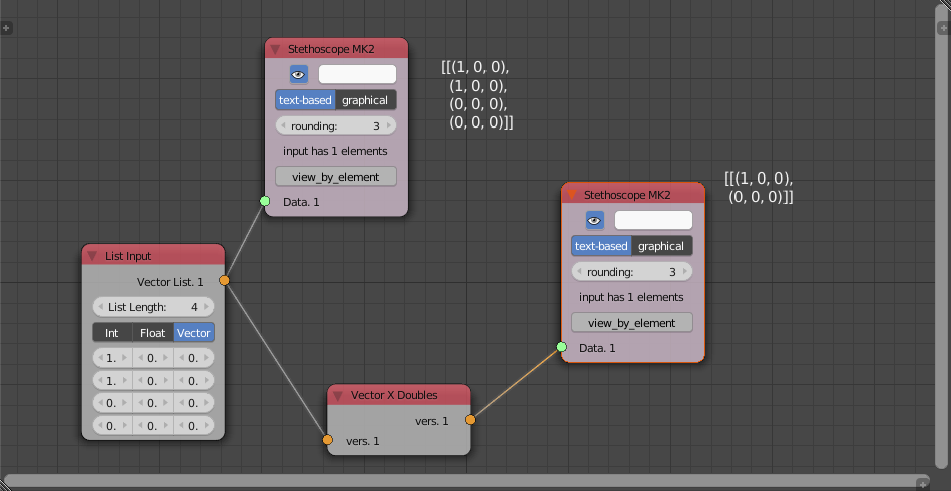 Stethoscope MK2
text-based graphical
rounding: 3
input has 1 elements
view_by_element
Data. 1
[[(1, 0, 0),
(1, 0, 0),
(0, 0, 0),
(0, 0, 0)]]
Stethoscope MK2
text-based graphical
rounding: 3
input has 1 elements
view_by_element
Data. 1
[[(1, 0, 0),
(0, 0, 0)]]
List Input
Vector List. 1
List Length: 4
Int Float Vector
1. 0. 0.
1. 0. 0.
0. 0. 0.
0. 0. 0.
Vector X Doubles
vers. 1
vers. 1